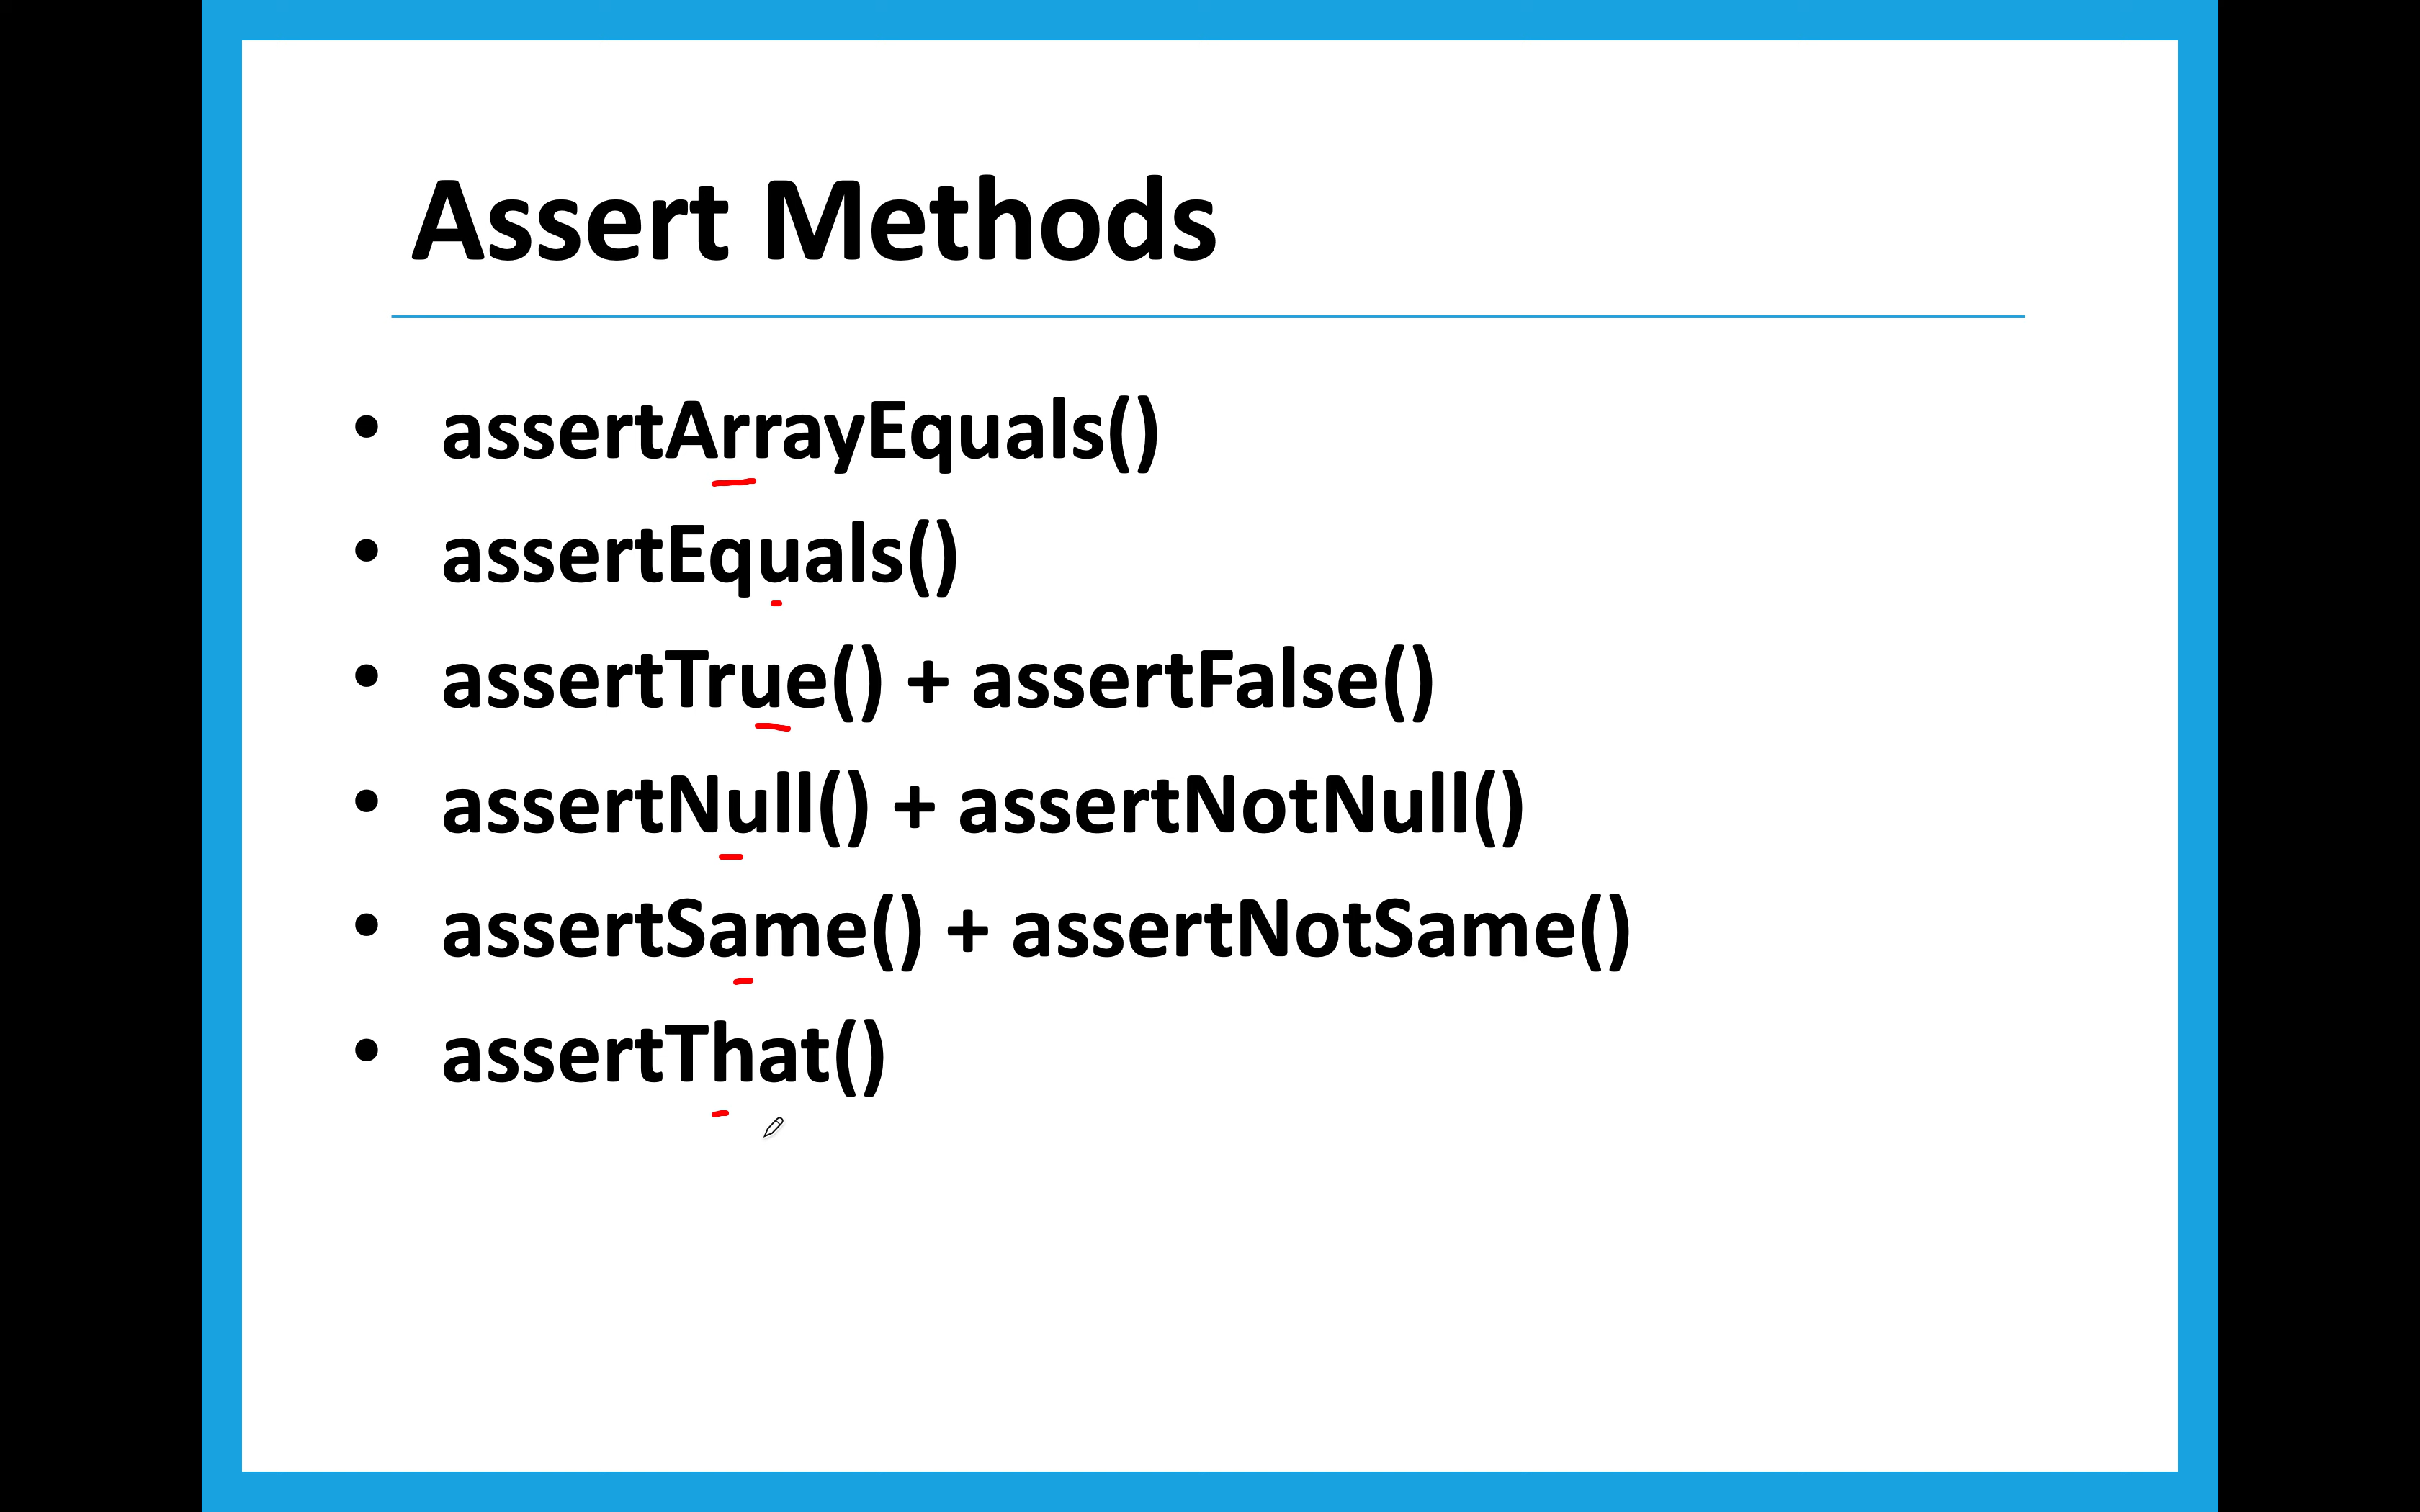 Assert Methods
• assertArrayEquals()
• assertEquals()
• assertTrue() + assertFalse()
• assertNull() + assertNotNull()
• assertSame() + assertNotSame()
• assertThat()